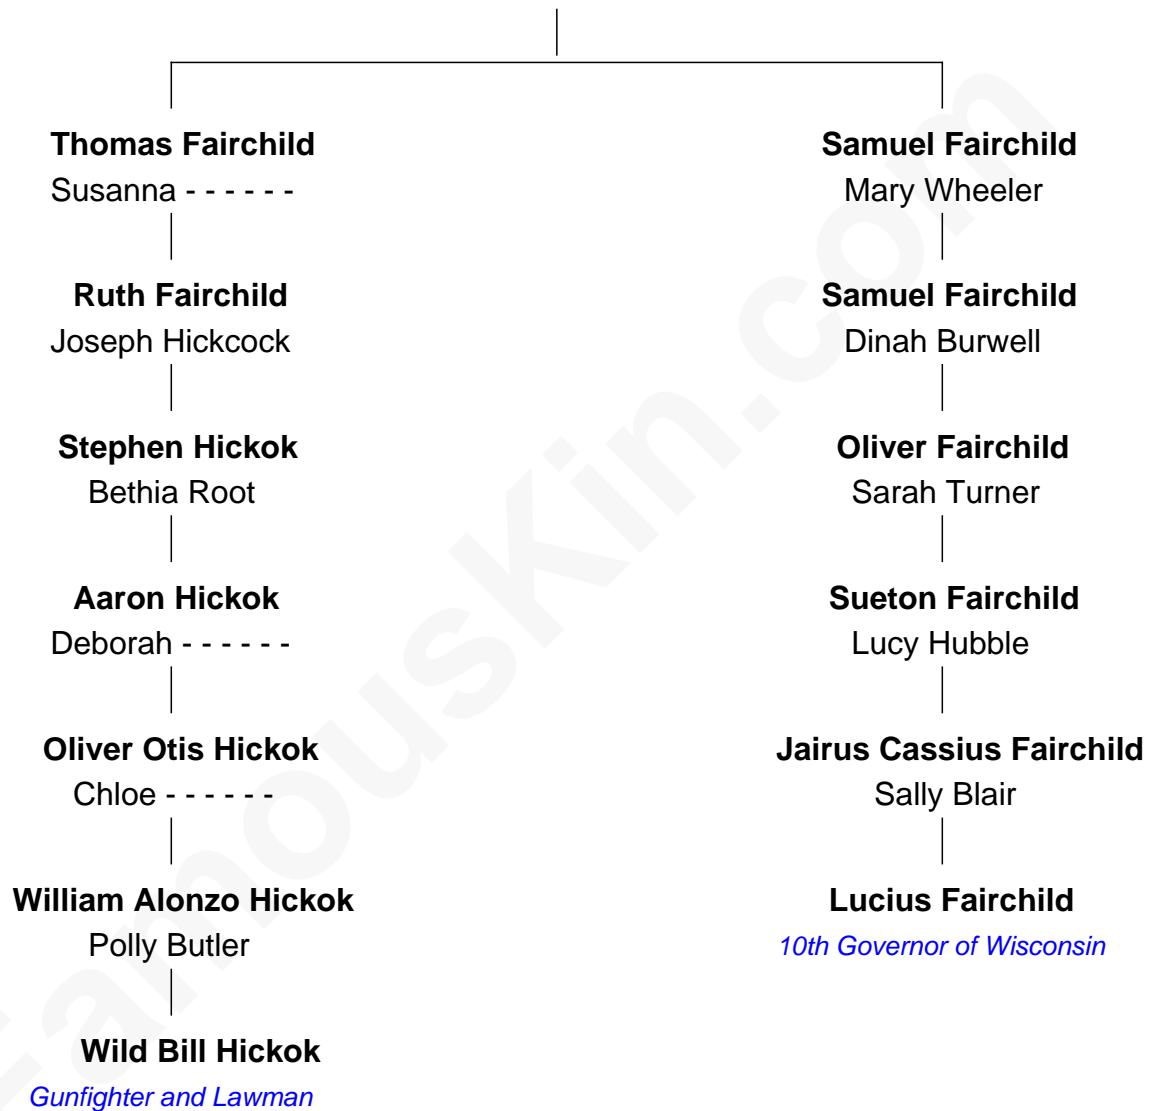 Thomas Fairchild
Susanna - - - - - -
Samuel Fairchild
Mary Wheeler
Ruth Fairchild
Joseph Hickcock
Samuel Fairchild
Dinah Burwell
Stephen Hickok
Bethia Root
Oliver Fairchild
Sarah Turner
Aaron Hickok
Deborah - - - - - -
Sueton Fairchild
Lucy Hubble
Oliver Otis Hickok
Chloe - - - - - -
Jairus Cassius Fairchild
Sally Blair
William Alonzo Hickok
Polly Butler
Lucius Fairchild
10th Governor of Wisconsin
Wild Bill Hickok
Gunfighter and Lawman
FamousKin.com